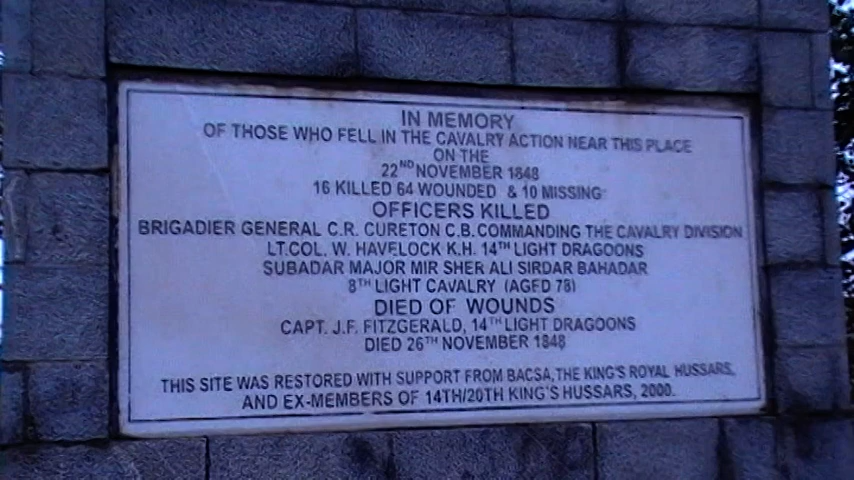 IN MEMORY
OF THOSE WHO FELL IN THE CAVALRY ACTION NEAR THIS PLACE
ON THE
22ND NOVEMBER 1848
16 KILLED 64 WOUNDED & 10 MISSING
OFFICERS KILLED
BRIGADIER GENERAL C.R. CURETON C.B. COMMANDING THE CAVALRY DIVISION
LT.COL. W. HAVELOCK K.H. 14TH LIGHT DRAGOONS
SUBADAR MAJOR MIR SHER ALI SIRDAR BAHADAR
8TH LIGHT CAVALRY (AGED 78)
DIED OF WOUNDS
CAPT. J.F. FITZGERALD, 14TH LIGHT DRAGOONS
DIED 26TH NOVEMBER 1848
THIS SITE WAS RESTORED WITH SUPPORT FROM BACSA, THE KING'S ROYAL HUSSARS,
AND EX-MEMBERS OF 14TH/20TH KING'S HUSSARS, 2000.